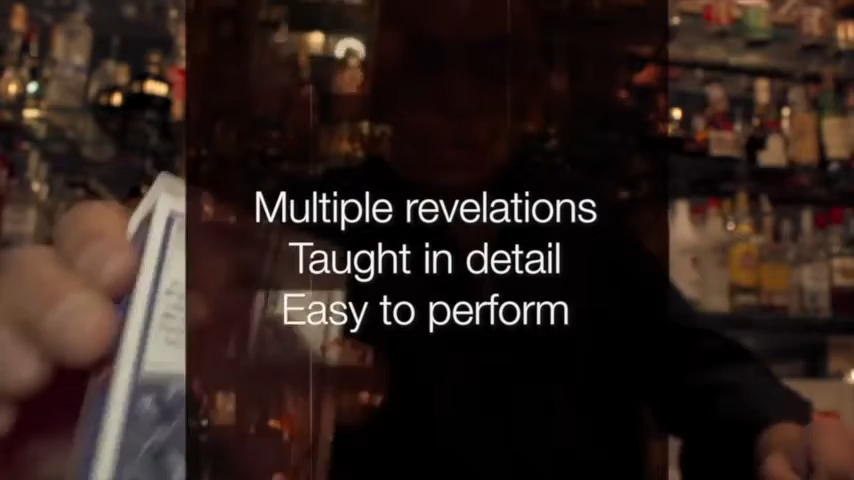 Multiple revelations
Taught in detail
Easy to perform